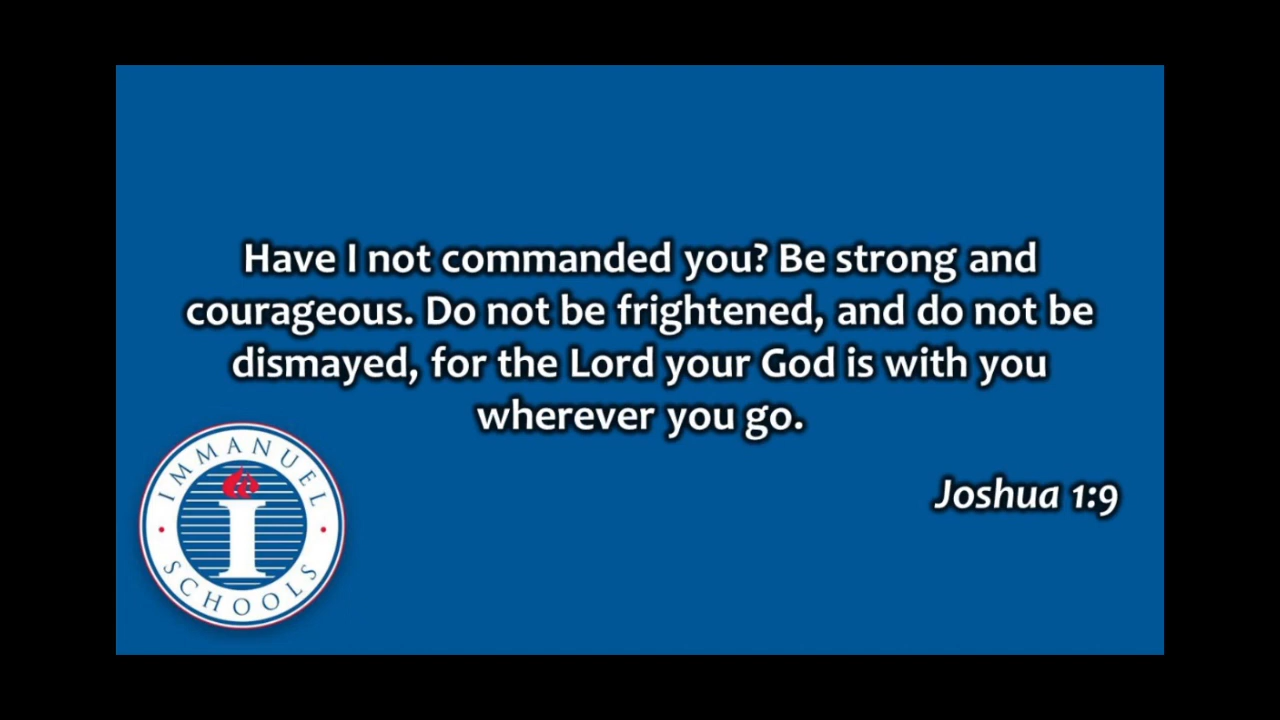 Have I not commanded you? Be strong and
courageous. Do not be frightened, and do not be
dismayed, for the Lord your God is with you
wherever you go.
Joshua 1:9
IMMANUEL
I
SCHOOLS